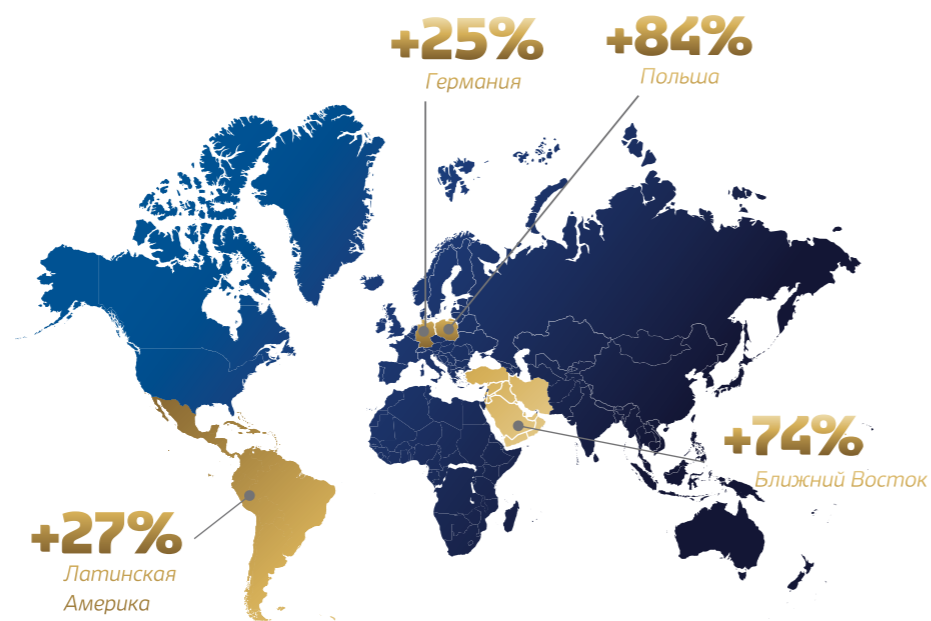 +25%
Германия
+84%
Польша
+74%
Ближний Восток
+27%
Латинская
Америка